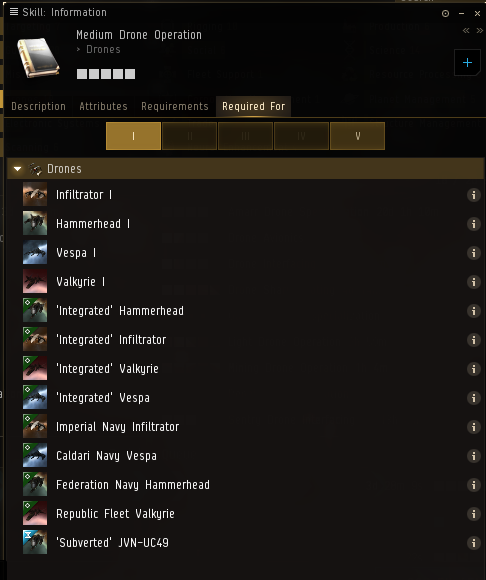 Skill: Information
Medium Drone Operation
> Drones
Description Attributes Requirements Required For
I II III IV V
Drones
Infiltrator I
Hammerhead I
Vespa I
Valkyrie I
'Integrated' Hammerhead
'Integrated' Infiltrator
'Integrated' Valkyrie
'Integrated' Vespa
Imperial Navy Infiltrator
Caldari Navy Vespa
Federation Navy Hammerhead
Republic Fleet Valkyrie
'Subverted' JVN-UC49